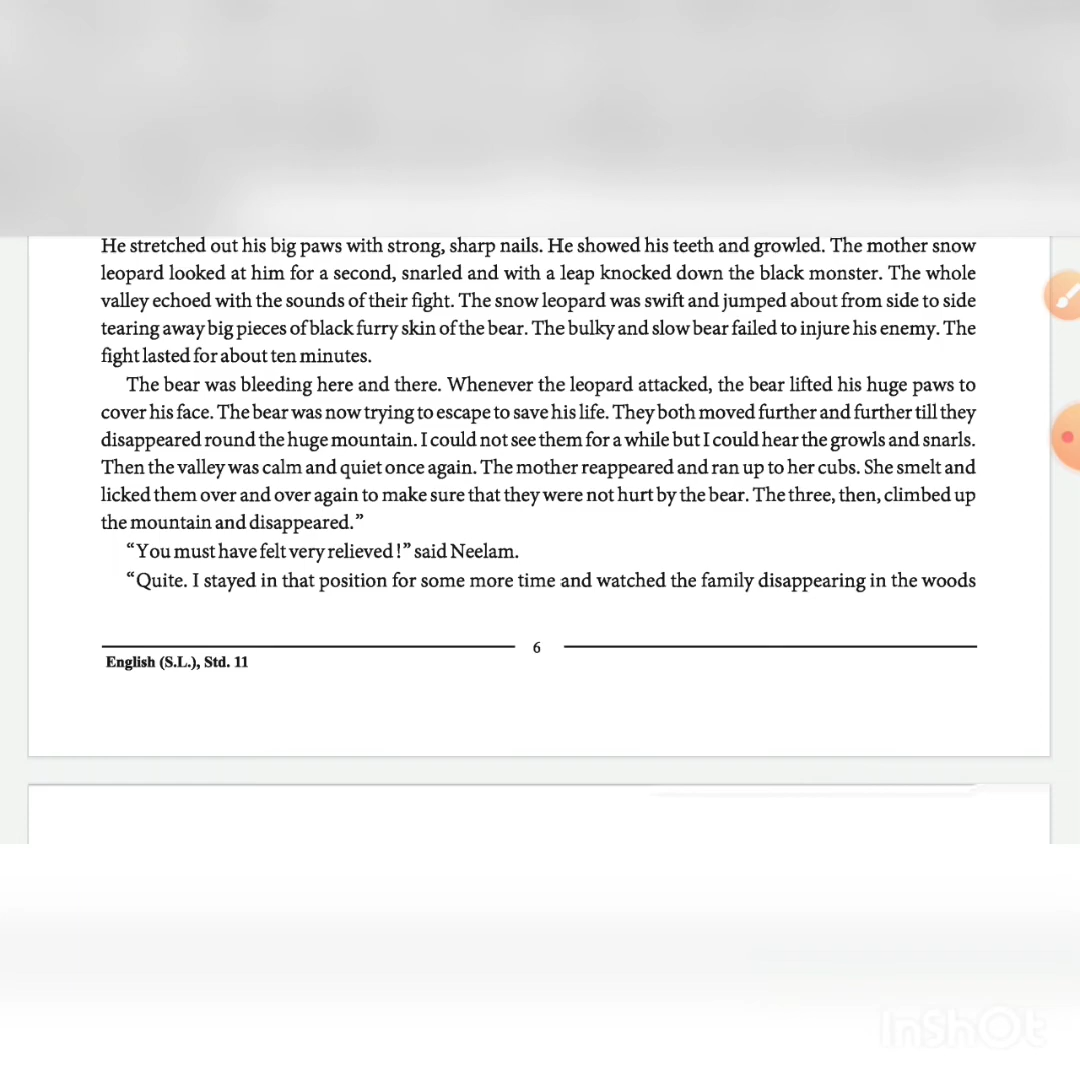 He stretched out his big paws with strong, sharp nails. He showed his teeth and growled. The mother snow
leopard looked at him for a second, snarled and with a leap knocked down the black monster. The whole
valley echoed with the sounds of their fight. The snow leopard was swift and jumped about from side to side
tearing away big pieces of black furry skin of the bear. The bulky and slow bear failed to injure his enemy. The
fight lasted for about ten minutes.
The bear was bleeding here and there. Whenever the leopard attacked, the bear lifted his huge paws to
cover his face. The bear was now trying to escape to save his life. They both moved further and further till they
disappeared round the huge mountain. I could not see them for a while but I could hear the growls and snarls.
Then the valley was calm and quiet once again. The mother reappeared and ran up to her cubs. She smelt and
licked them over and over again to make sure that they were not hurt by the bear. The three, then, climbed up
the mountain and disappeared.”
“You must have felt very relieved !” said Neelam.
“Quite. I stayed in that position for some more time and watched the family disappearing in the woods
6
English (S.L.), Std. 11
InShOt